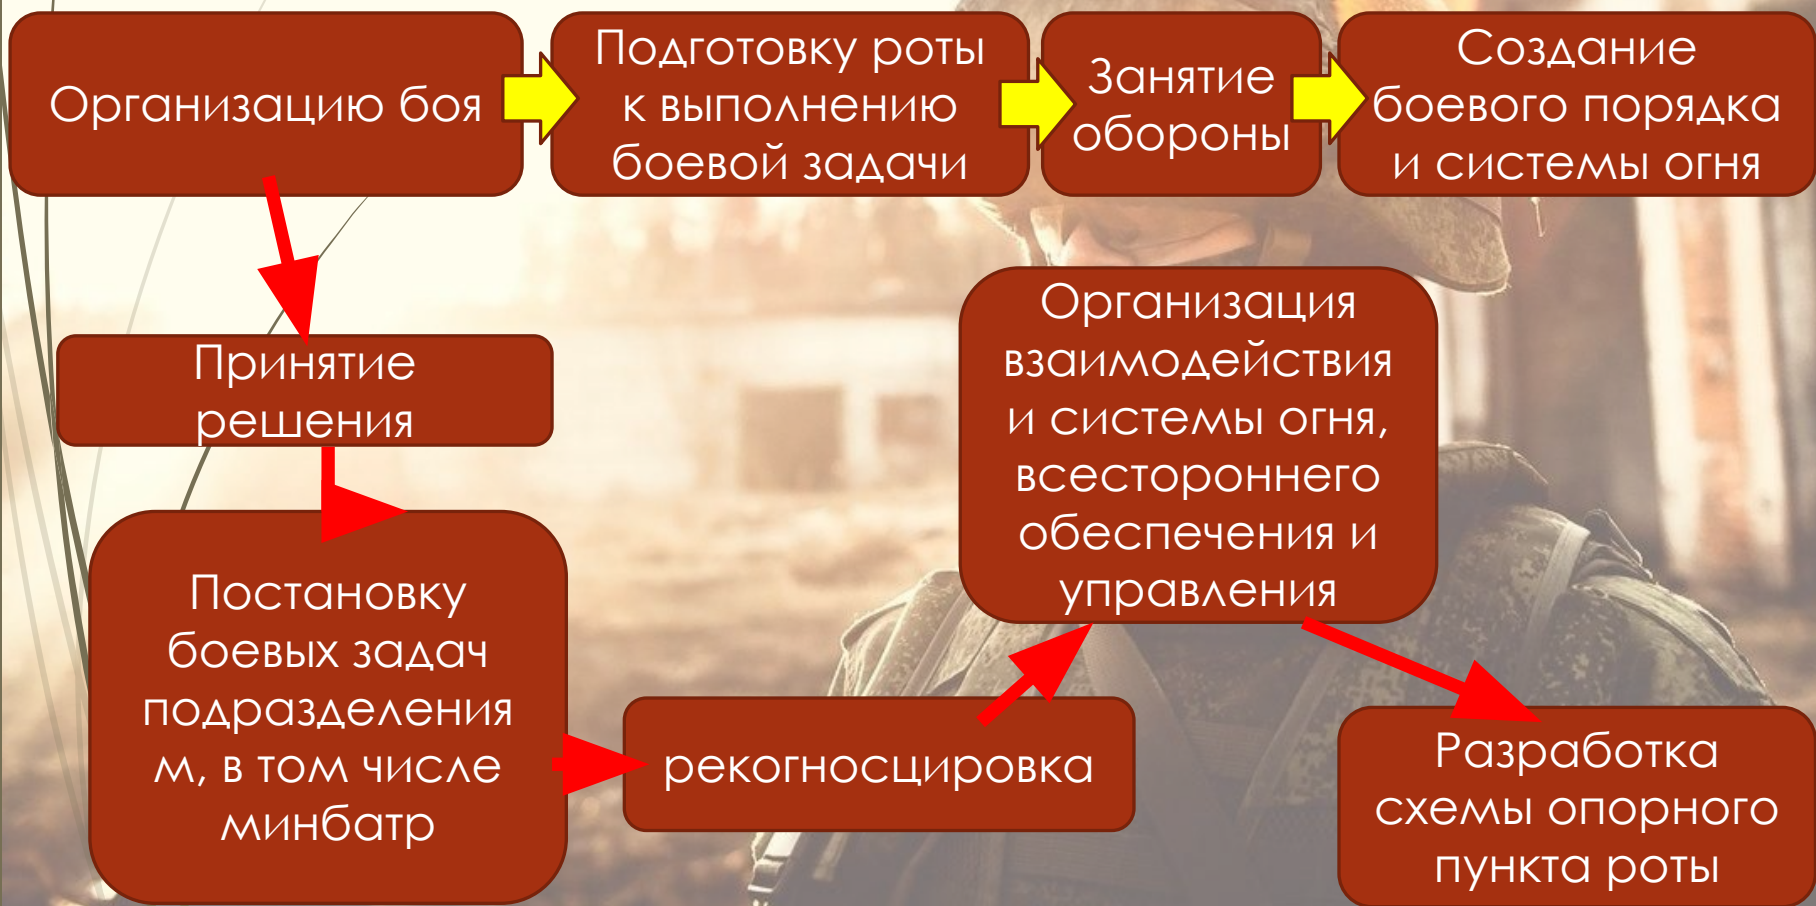 Организацию боя
Подготовку роты
к выполнению
боевой задачи
Занятие
обороны
Создание
боевого порядка
и системы огня
Принятие
решения
Постановку
боевых задач
подразделения
м, в том числе
минбатр
рекогносцировка
Организация
взаимодействия
и системы огня,
всестороннего
обеспечения и
управления
Разработка
схемы опорного
пункта роты